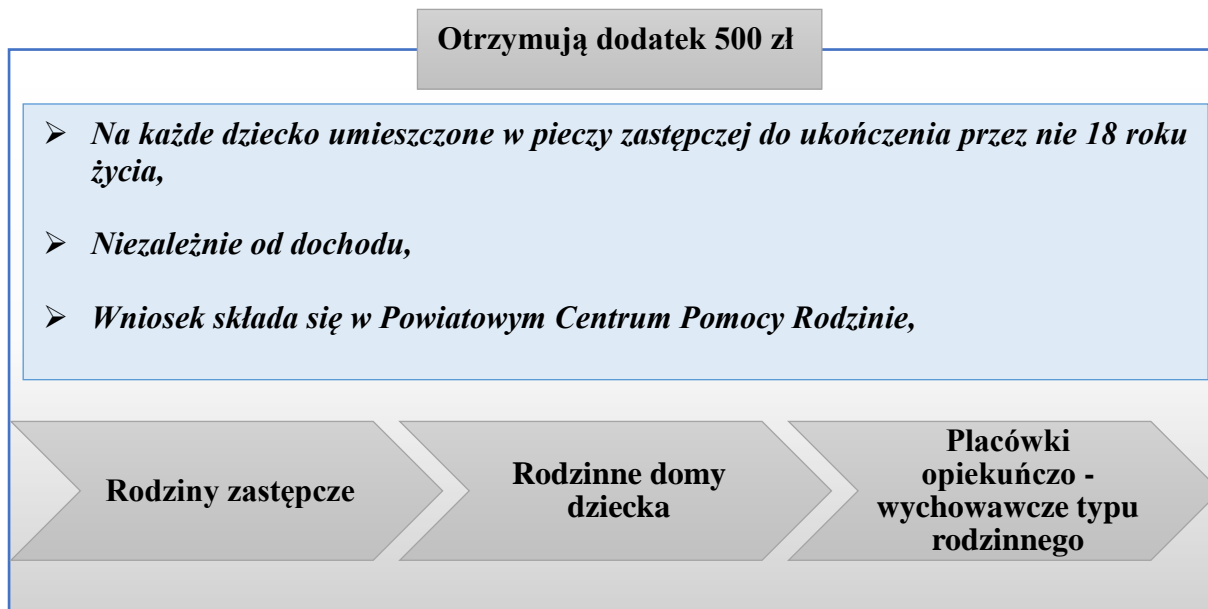 Otrzymują dodatek 500 zł
➢ Na każde dziecko umieszczone w pieczy zastępczej do ukończenia przez nie 18 roku
życia,
➢ Niezależnie od dochodu,
➢ Wniosek składa się w Powiatowym Centrum Pomocy Rodzinie,
Rodziny zastępcze
Rodzinne domy
dziecka
Placówki
opiekuńczo -
wychowawcze typu
rodzinnego